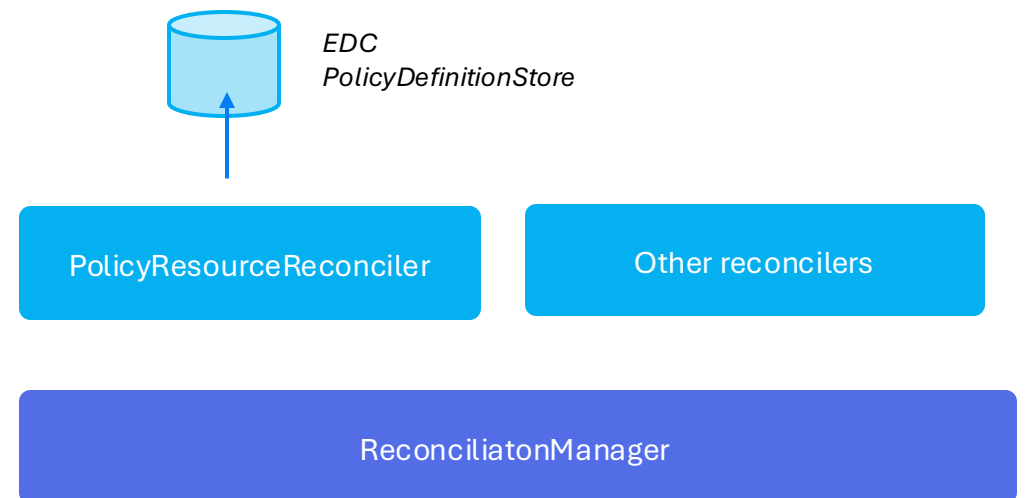 EDC
PolicyDefinitionStore
PolicyResourceReconciler
Other reconcilers
ReconciliatonManager